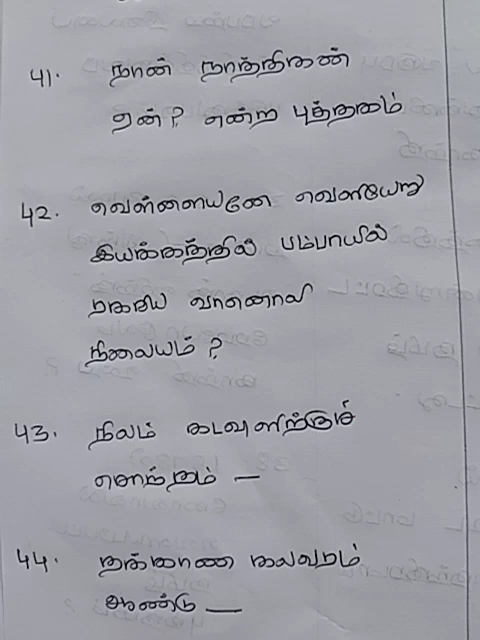 41. நான் நாத்திகன்
ஏன்? என்ற புத்தகம்
42. வெள்ளையனே வெளியேறு
இயக்கத்தில் பம்பாயில்
ரகசிய வானொலி
நிலையம்?
43. நிலம் கடவுளிற்குச்
சொந்தம் —
44. தக்காண கலவரம்
ஆண்டு —